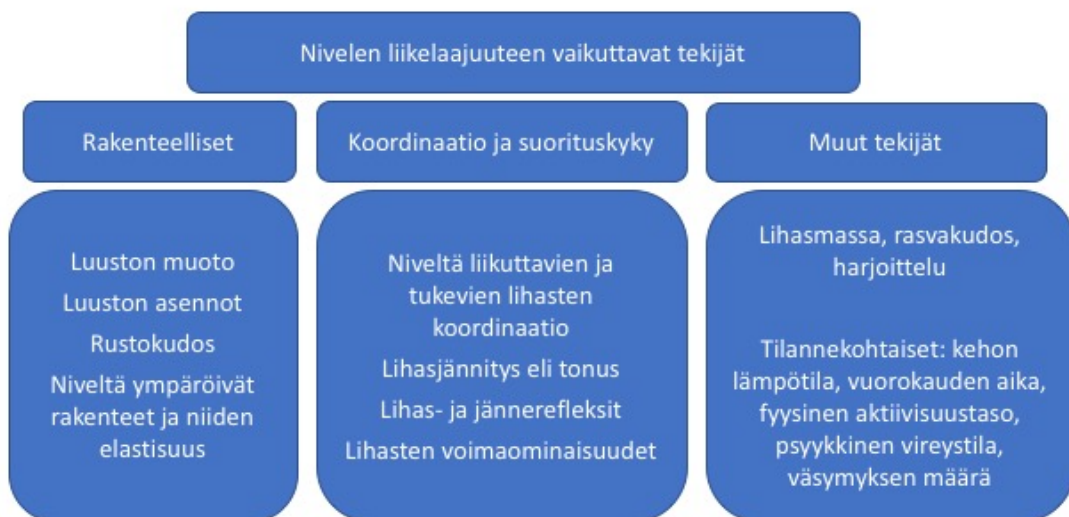 Nivelen liikelaajuuteen vaikuttavat tekijät
Rakenteelliset
Luuston muoto
Luuston asennot
Rustokudos
Niveltä ympäröivät
rakenteet ja niiden
elastisuus
Koordinaatio ja suorituskyky
Niveltä liikuttavien ja
tukevien lihasten
koordinaatio
Lihasjännitys eli tonus
Lihas- ja jännerefleksit
Lihasten voimaominaisuudet
Muut tekijät
Lihasmassa, rasvakudos,
harjoittelu
Tilannekohtaiset: kehon
lämpötila, vuorokauden aika,
fyysinen aktiivisuustaso,
psyykkinen vireystila,
väsymyksen määrä